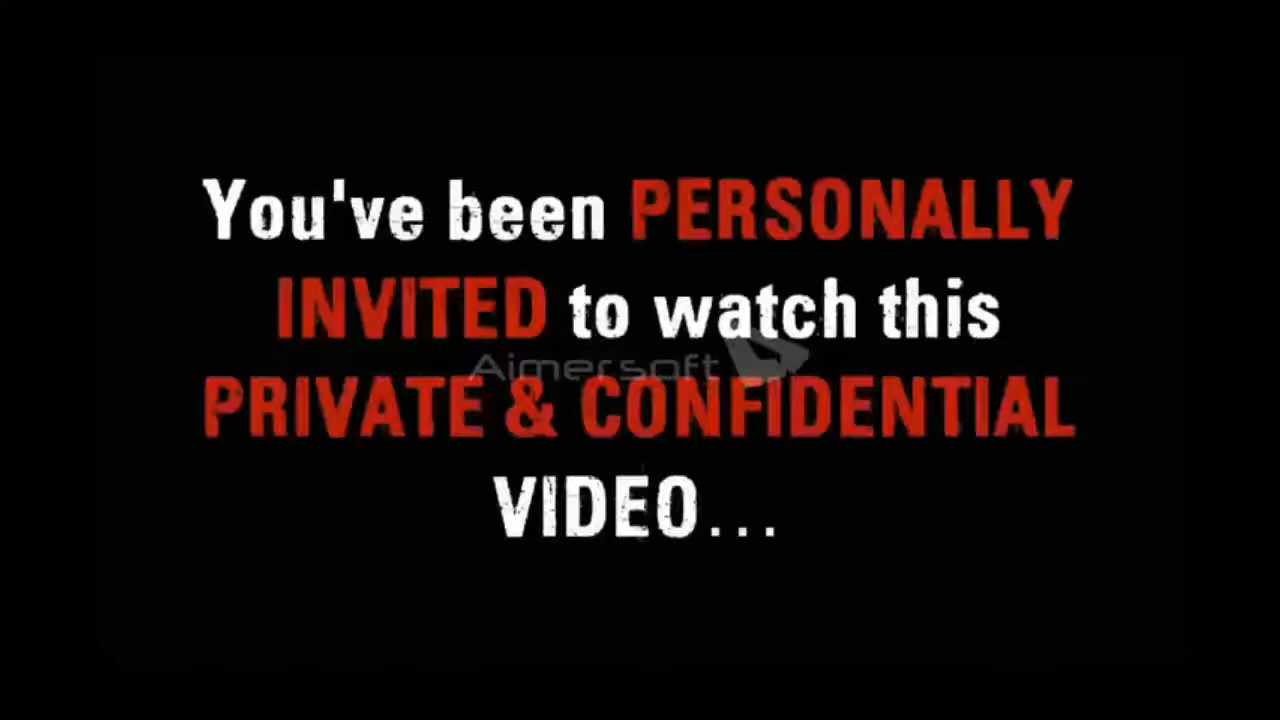 You've been PERSONALLY
INVITED to watch this
Aimersoft
PRIVATE & CONFIDENTIAL
VIDEO...